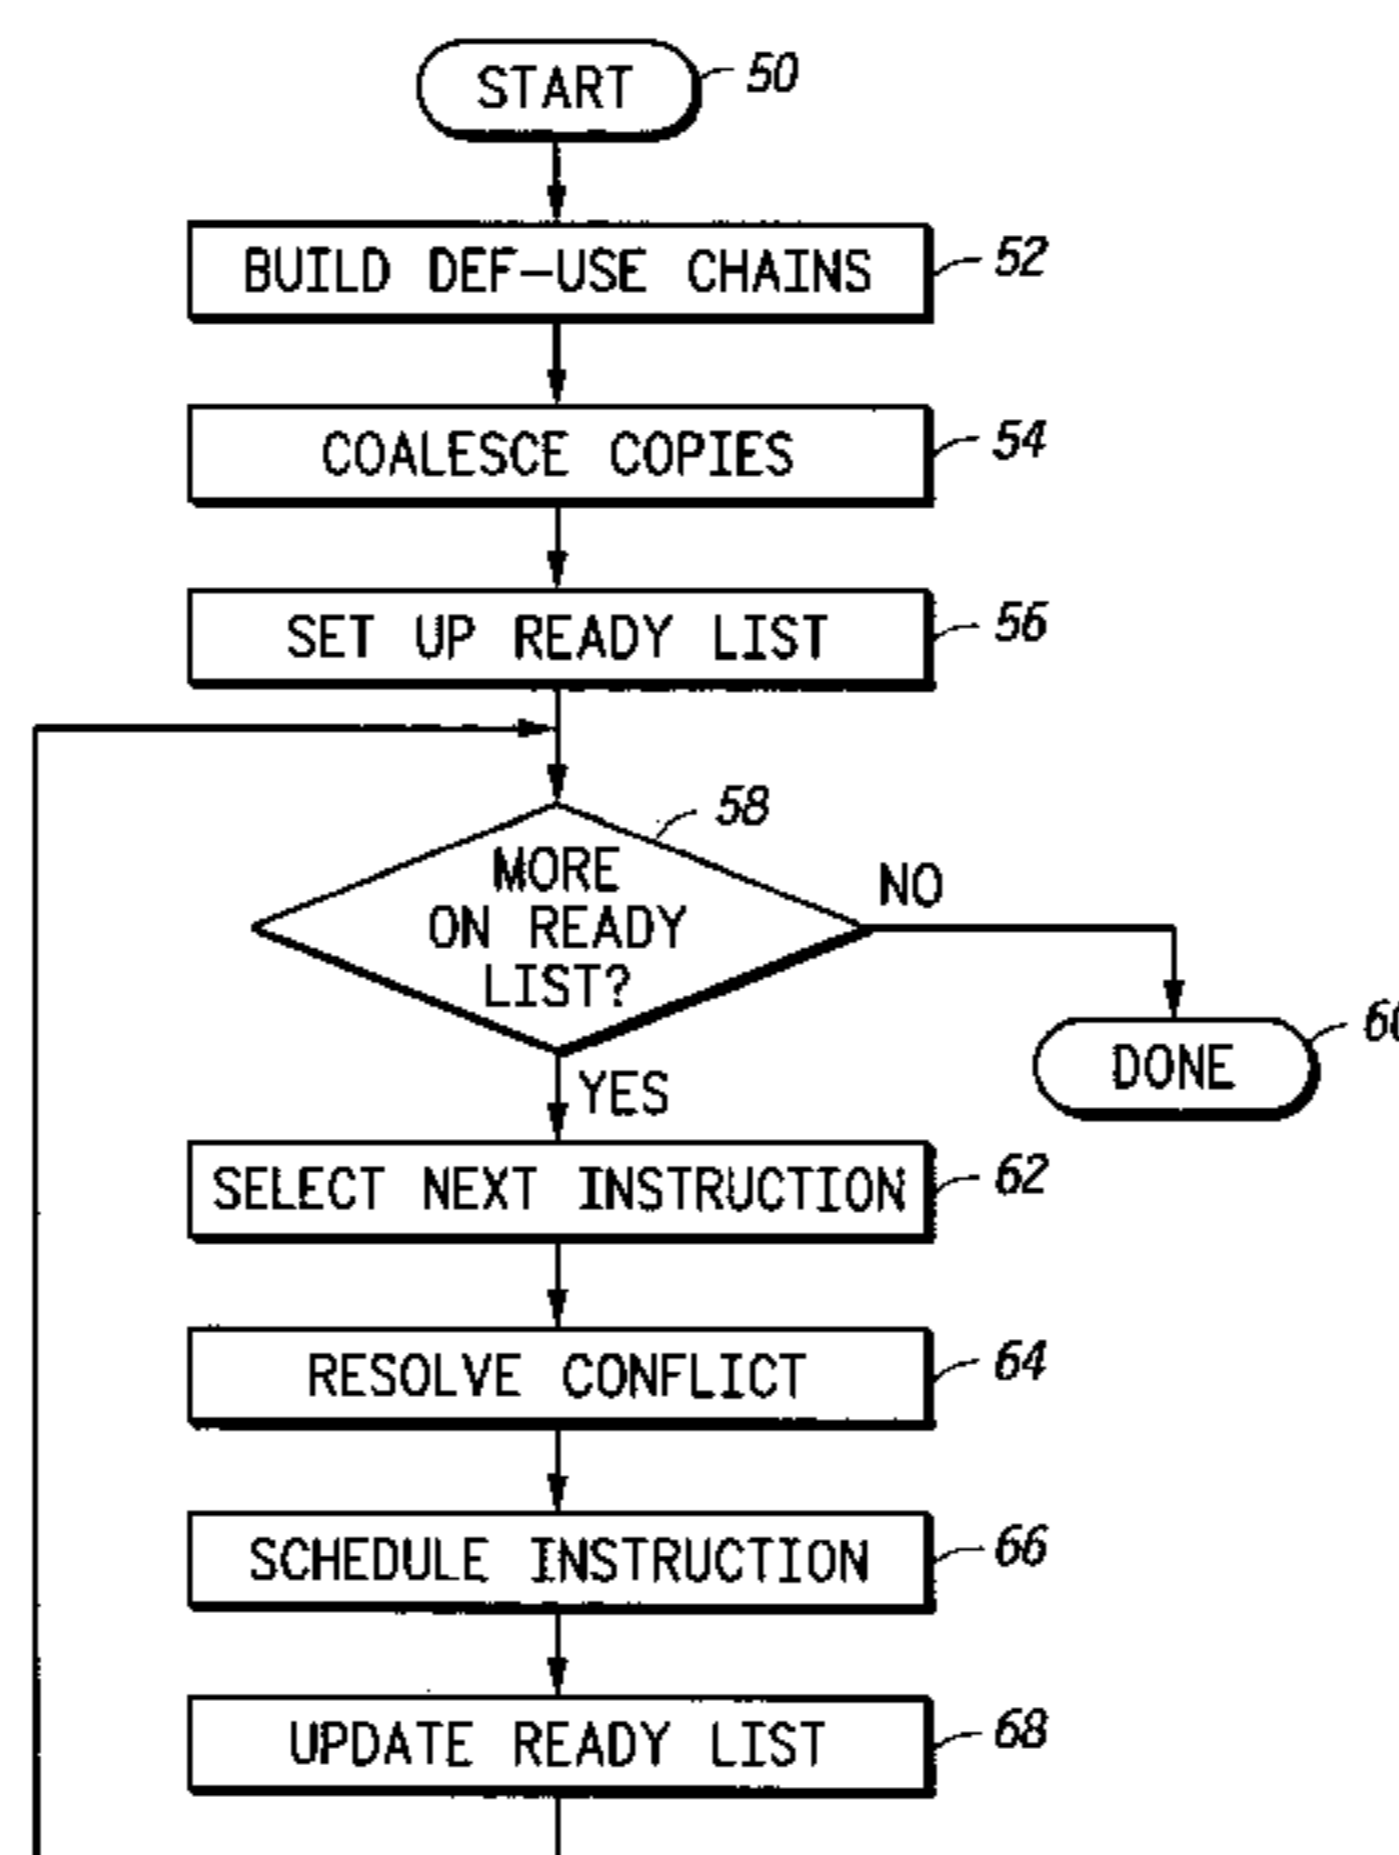 START 50
BUILD DEF-USE CHAINS 52
COALESCE COPIES 54
SET UP READY LIST 56
58
MORE
ON READY
LIST?
NO
DONE
YES
SELECT NEXT INSTRUCTION 62
RESOLVE CONFLICT 64
SCHEDULE INSTRUCTION 66
UPDATE READY LIST 68